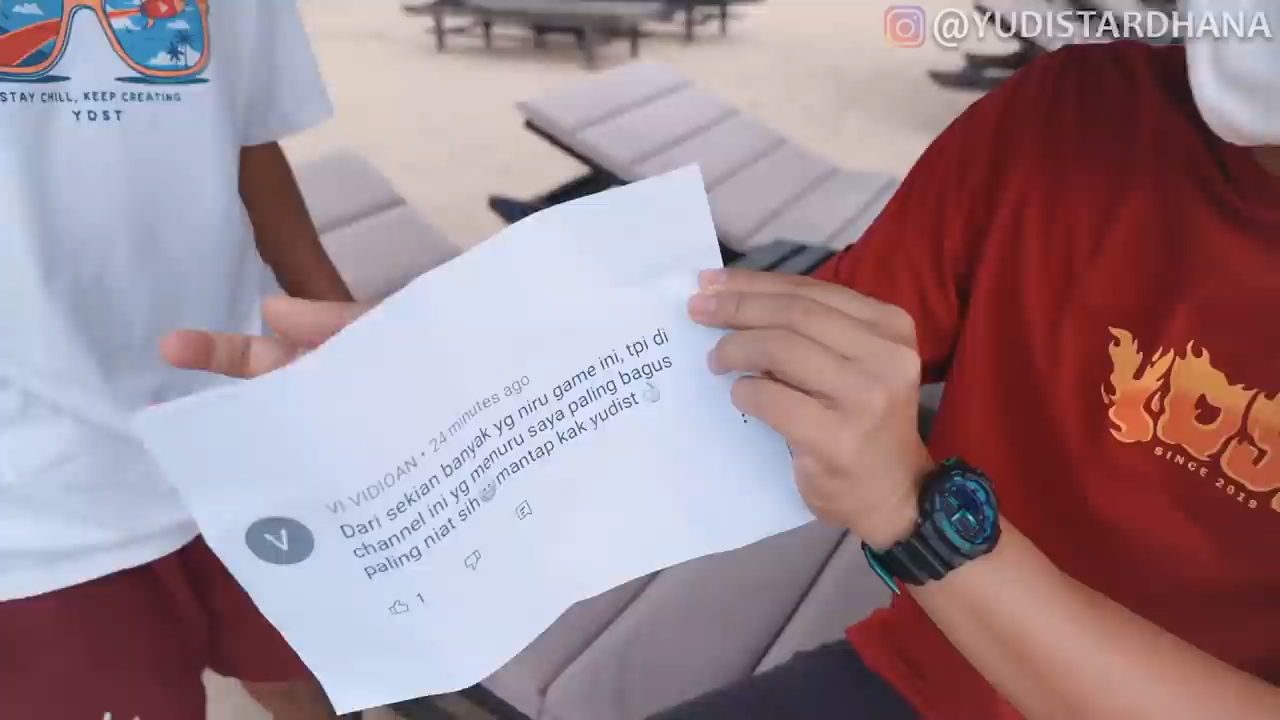 @YUDISTARDHANA
STAY CHILL, KEEP CREATING
YDST
VI VIDIOAN • 24 minutes ago
Dari sekian banyak yg niru game ini, tpi di
channel ini yg menuru saya paling bagus
paling niat sih😁mantap kak yudist👌
V
1
YDS
SINCE 2019